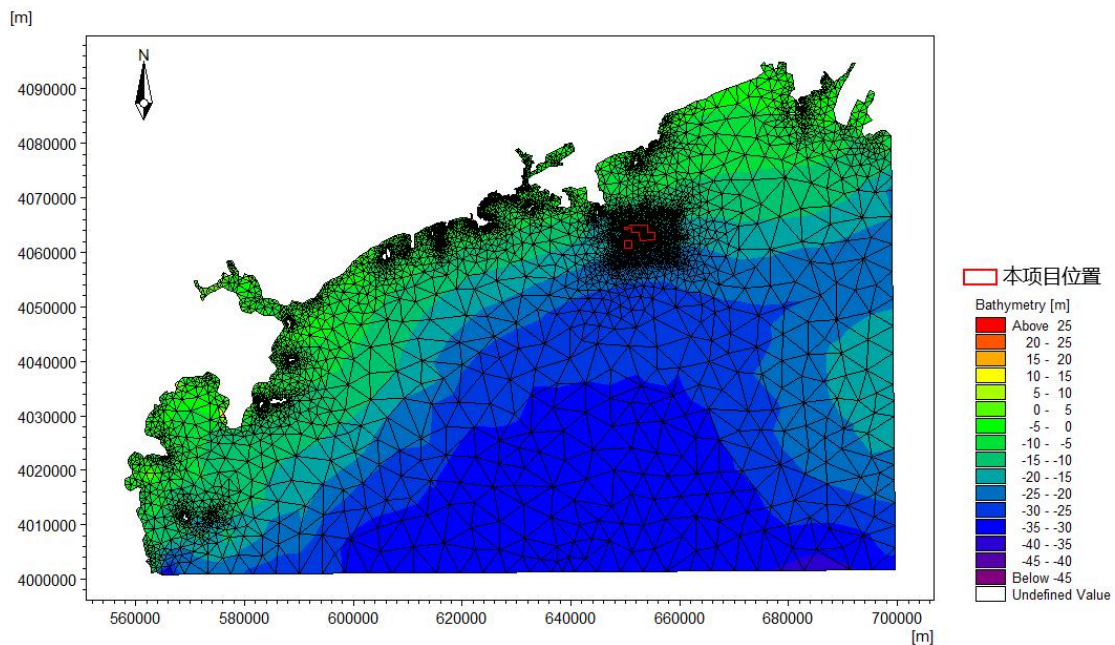 [m]
N
4090000
4080000
4070000
4060000
4050000
4040000
4030000
4020000
4010000
4000000
560000 580000 600000 620000 640000 660000 680000 700000
[m]
本项目位置
Bathymetry [m]
Above 25
20 - 25
15 - 20
10 - 15
5 - 10
0 - 5
-5 - 0
-10 - -5
-15 - -10
-20 - -15
-25 - -20
-30 - -25
-35 - -30
-40 - -35
-45 - -40
Below -45
Undefined Value